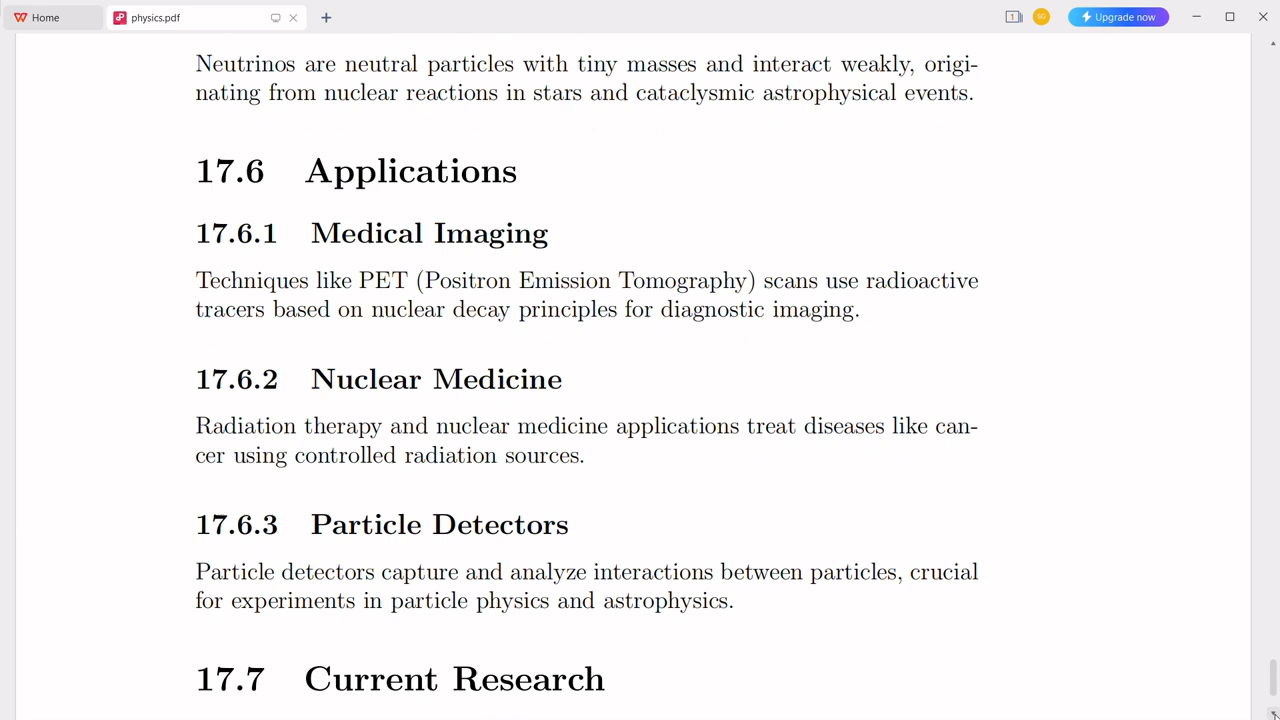 Home
physics.pdf
1
SG
Upgrade now
Neutrinos are neutral particles with tiny masses and interact weakly, origi-
nating from nuclear reactions in stars and cataclysmic astrophysical events.
17.6 Applications
17.6.1 Medical Imaging
Techniques like PET (Positron Emission Tomography) scans use radioactive
tracers based on nuclear decay principles for diagnostic imaging.
17.6.2 Nuclear Medicine
Radiation therapy and nuclear medicine applications treat diseases like can-
cer using controlled radiation sources.
17.6.3 Particle Detectors
Particle detectors capture and analyze interactions between particles, crucial
for experiments in particle physics and astrophysics.
17.7 Current Research